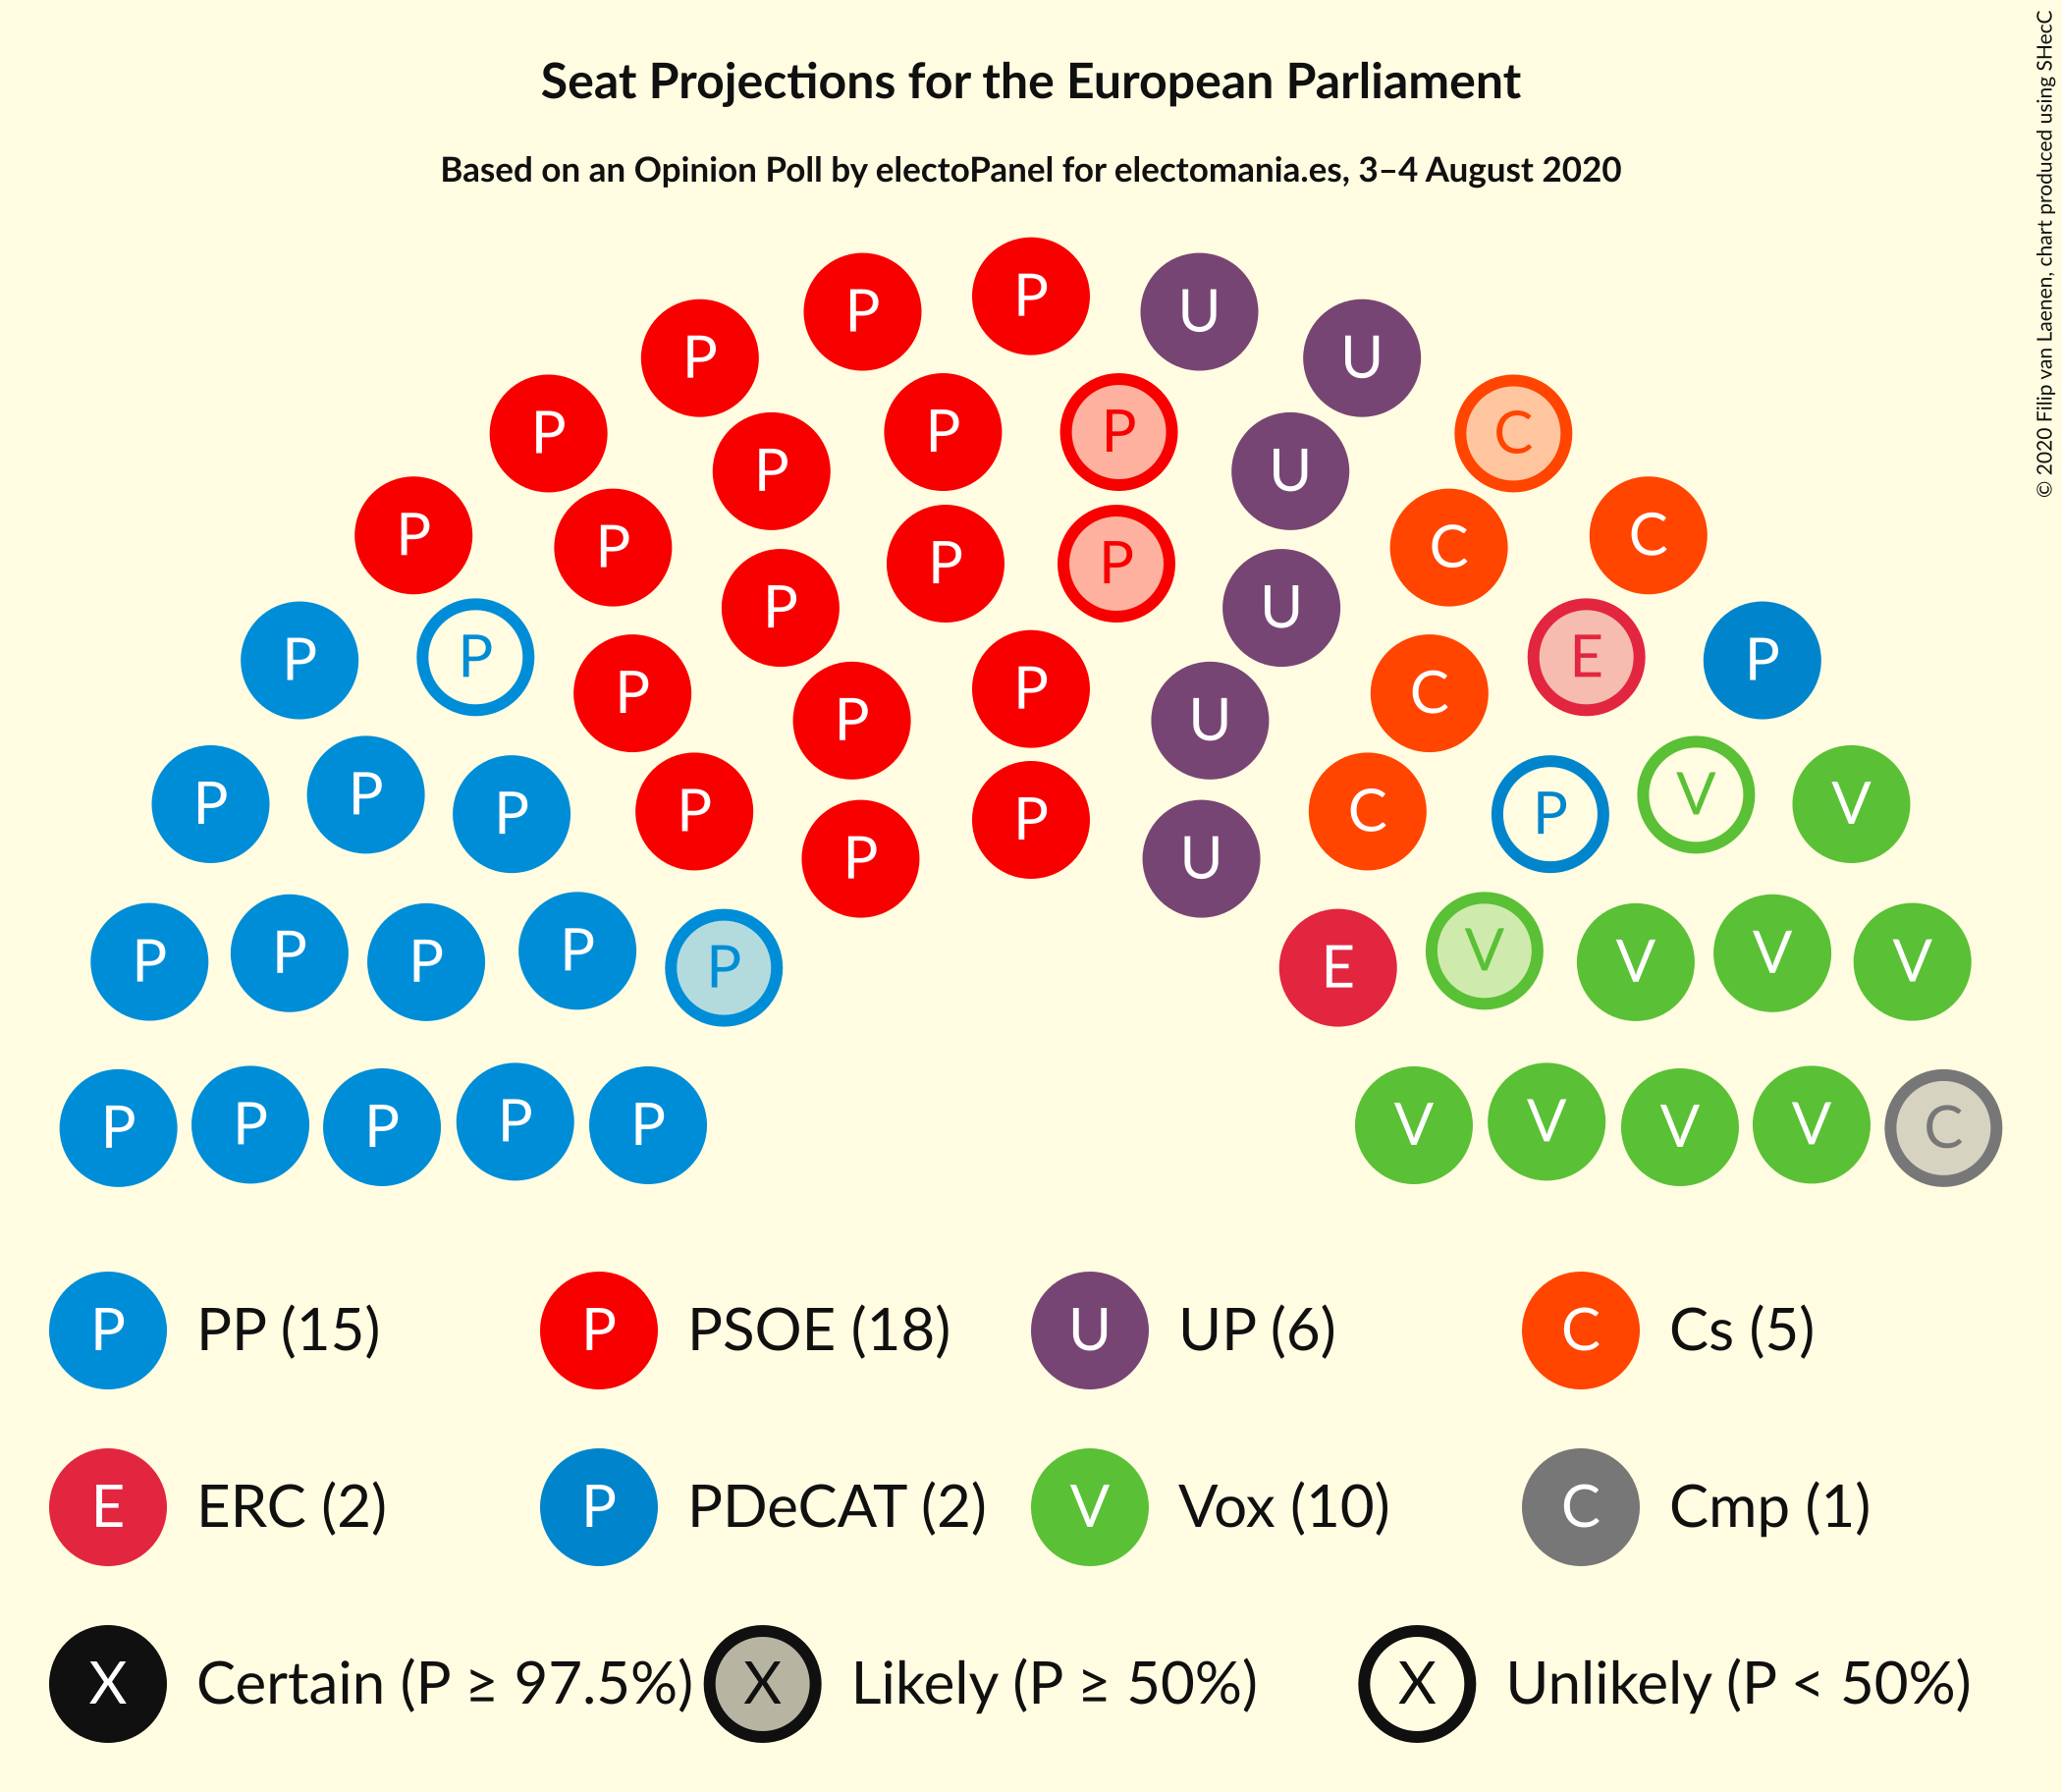 Seat Projections for the European Parliament
Based on an Opinion Poll by electoPanel for electomania.es, 3–4 August 2020
© 2020 Filip van Laenen, chart produced using SHecC
P
P P U U
P P P P C
P P U
P P P C C
P P U
P P P P C E P
P P U
P P P P C P V V
P P U
P P P P P E V V V V
P P P P P V V V V C
P PP (15) P PSOE (18) U UP (6) C Cs (5)
E ERC (2) P PDeCAT (2) V Vox (10) C Cmp (1)
X Certain (P ≥ 97.5%) X Likely (P ≥ 50%) X Unlikely (P < 50%)